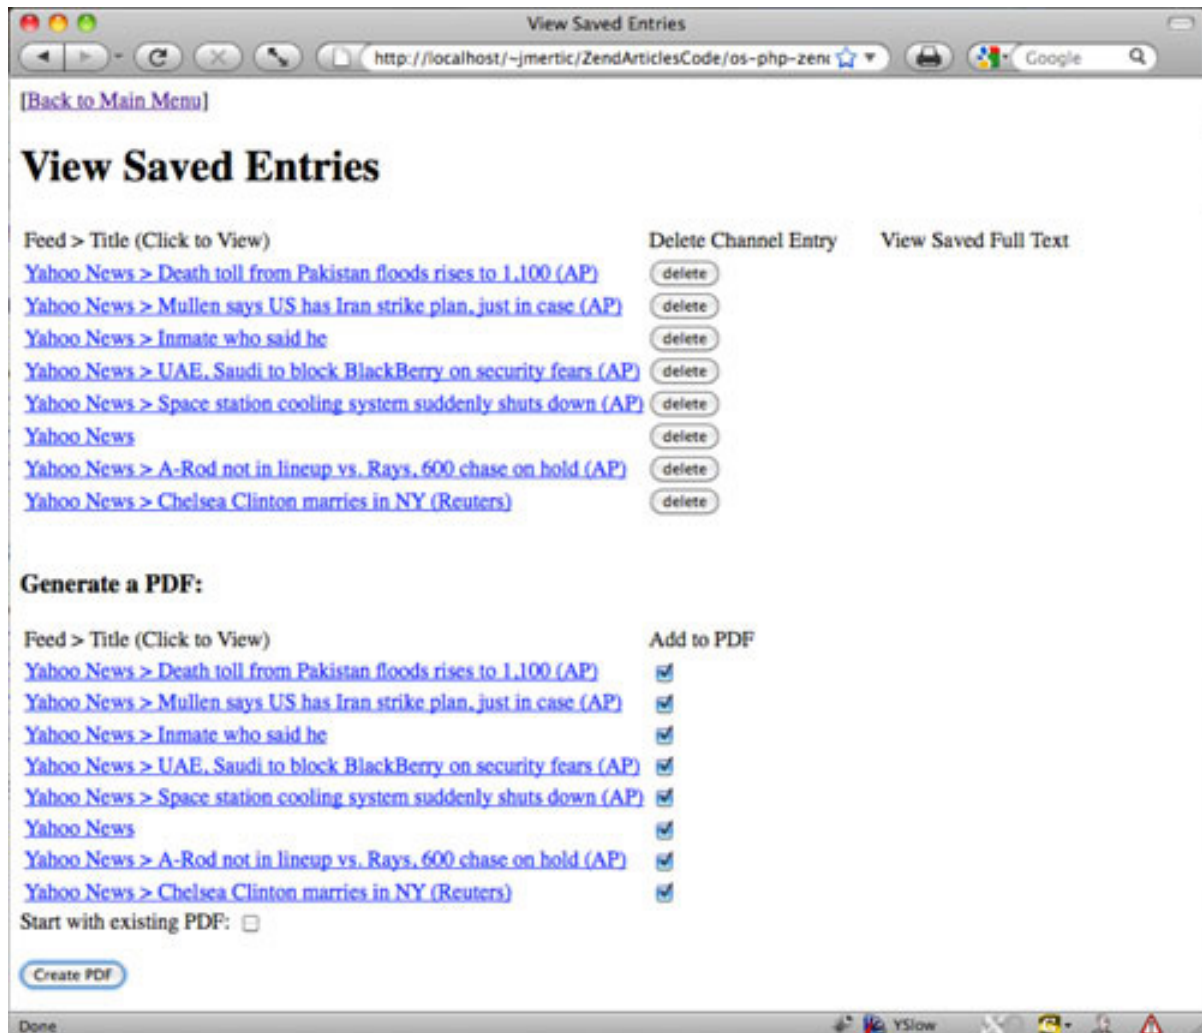 View Saved Entries
http://localhost/~jmertic/ZendArticlesCode/os-php-zend
Google
[Back to Main Menu]
View Saved Entries
Feed > Title (Click to View) Delete Channel Entry View Saved Full Text
Yahoo News > Death toll from Pakistan floods rises to 1,100 (AP) delete
Yahoo News > Mullen says US has Iran strike plan, just in case (AP) delete
Yahoo News > Inmate who said he delete
Yahoo News > UAE, Saudi to block BlackBerry on security fears (AP) delete
Yahoo News > Space station cooling system suddenly shuts down (AP) delete
Yahoo News delete
Yahoo News > A-Rod not in lineup vs. Rays, 600 chase on hold (AP) delete
Yahoo News > Chelsea Clinton marries in NY (Reuters) delete
Generate a PDF:
Feed > Title (Click to View) Add to PDF
Yahoo News > Death toll from Pakistan floods rises to 1,100 (AP)
Yahoo News > Mullen says US has Iran strike plan, just in case (AP)
Yahoo News > Inmate who said he
Yahoo News > UAE, Saudi to block BlackBerry on security fears (AP)
Yahoo News > Space station cooling system suddenly shuts down (AP)
Yahoo News
Yahoo News > A-Rod not in lineup vs. Rays, 600 chase on hold (AP)
Yahoo News > Chelsea Clinton marries in NY (Reuters)
Start with existing PDF:
Create PDF
Done YSlow